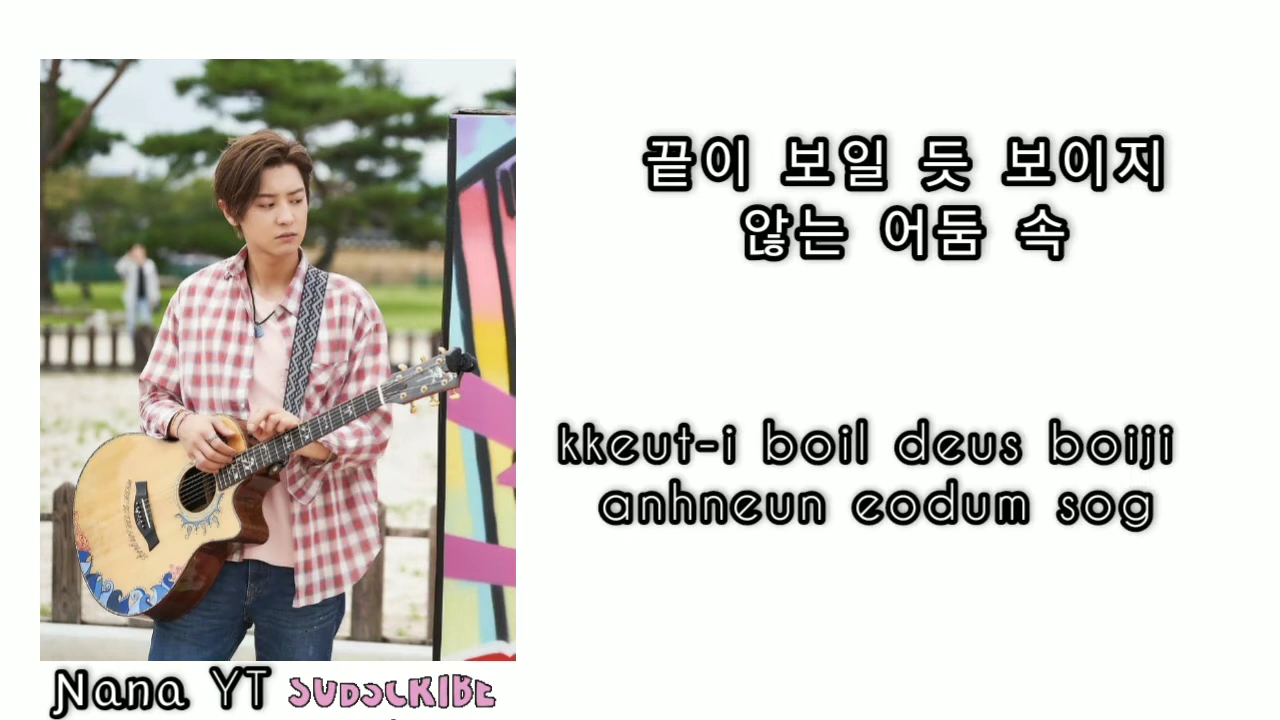 끝이 보일 듯 보이지
않는 어둠 속
kkeut-i boil deus boiji
anhneun eodum sog
Nana YT SUBSCRIBE